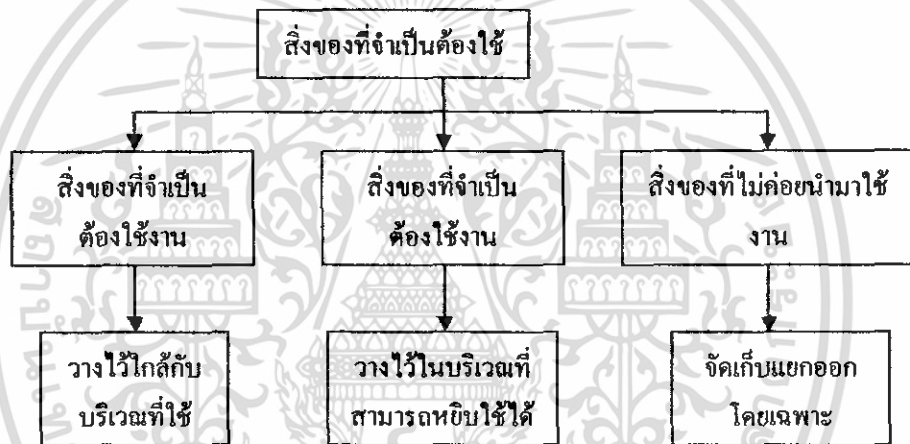 สิ่งของที่จำเป็นต้องใช้
สิ่งของที่จำเป็น
ต้องใช้งาน
สิ่งของที่จำเป็น
ต้องใช้งาน
สิ่งของที่ไม่ค่อยนำมาใช้
งาน
วางไว้ใกล้กับ
บริเวณที่ใช้
วางไว้ในบริเวณที่
สามารถหยิบใช้ได้
จัดเก็บแยกออก
โดยเฉพาะ